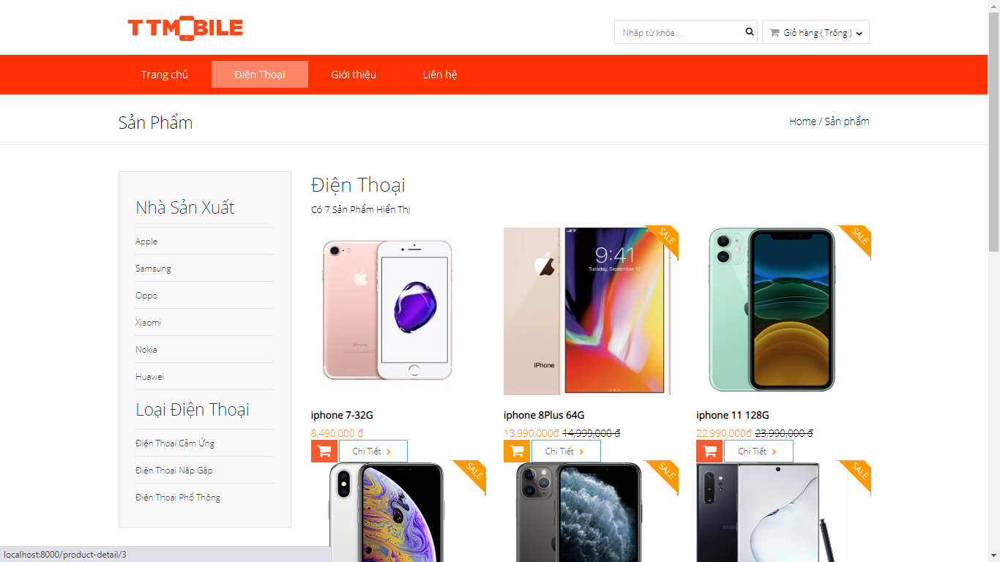 TTMOBILE
Nhập từ khóa...
Giỏ hàng ( Trống )
Trang chủ
Điện Thoại
Giới thiệu
Liên hệ
Sản Phẩm
Home / Sản phẩm
Nhà Sản Xuất
Apple
Samsung
Oppo
Xiaomi
Nokia
Huawei
Loại Điện Thoại
Điện Thoại Cảm Ứng
Điện Thoại Nắp Gập
Điện Thoại Phổ Thông
Điện Thoại
Có 7 Sản Phẩm Hiển Thị
iPhone
iphone 7-32G
8,490,000 đ
Chi Tiết
SALE
9:41
Tuesday, September 12
iPhone
iphone 8Plus 64G
13,990,000đ 14,999,000 đ
Chi Tiết
SALE
iphone 11 128G
22,990,000đ 23,990,000 đ
Chi Tiết
SALE
SALE
SALE
SAMSUNG
localhost:8000/product-detail/3